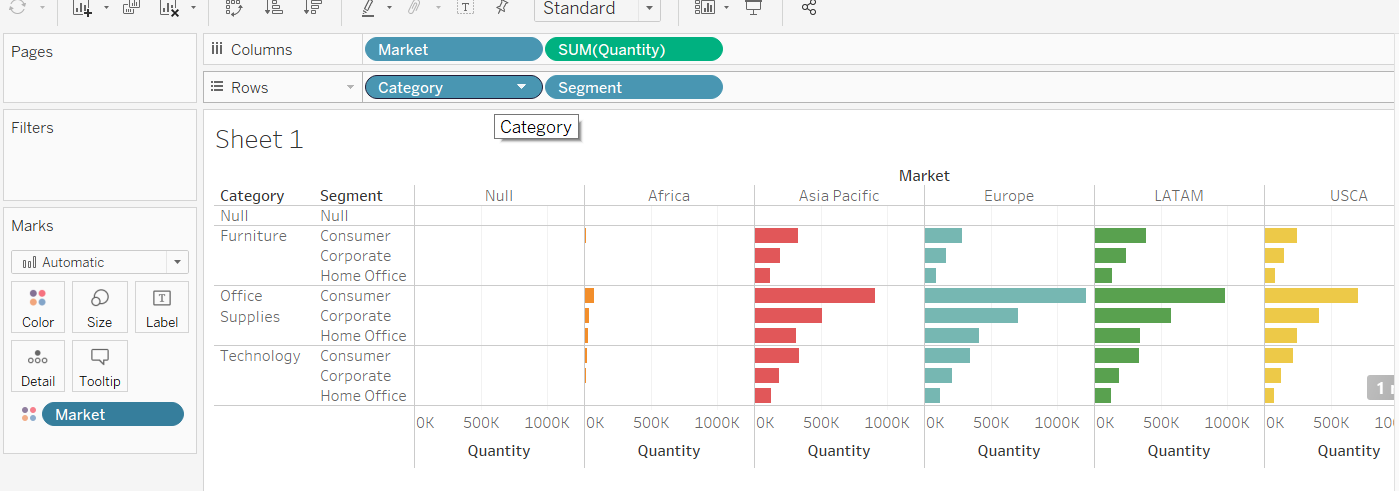 Standard
Pages
Columns Market SUM(Quantity)
Rows Category Segment
Category
Filters
Sheet 1
Market
Category Segment Null Africa Asia Pacific Europe LATAM USCA
Null Null
Furniture Consumer
Corporate
Home Office
Office Supplies Consumer
Corporate
Home Office
Technology Consumer
Corporate
Home Office
0K 500K 1000K 0K 500K 1000K 0K 500K 1000K 0K 500K 1000K 0K 500K 1000K 0K 500K
Quantity Quantity Quantity Quantity Quantity Quantity
Marks
Automatic
Color Size Label
T
Detail Tooltip
Market
1